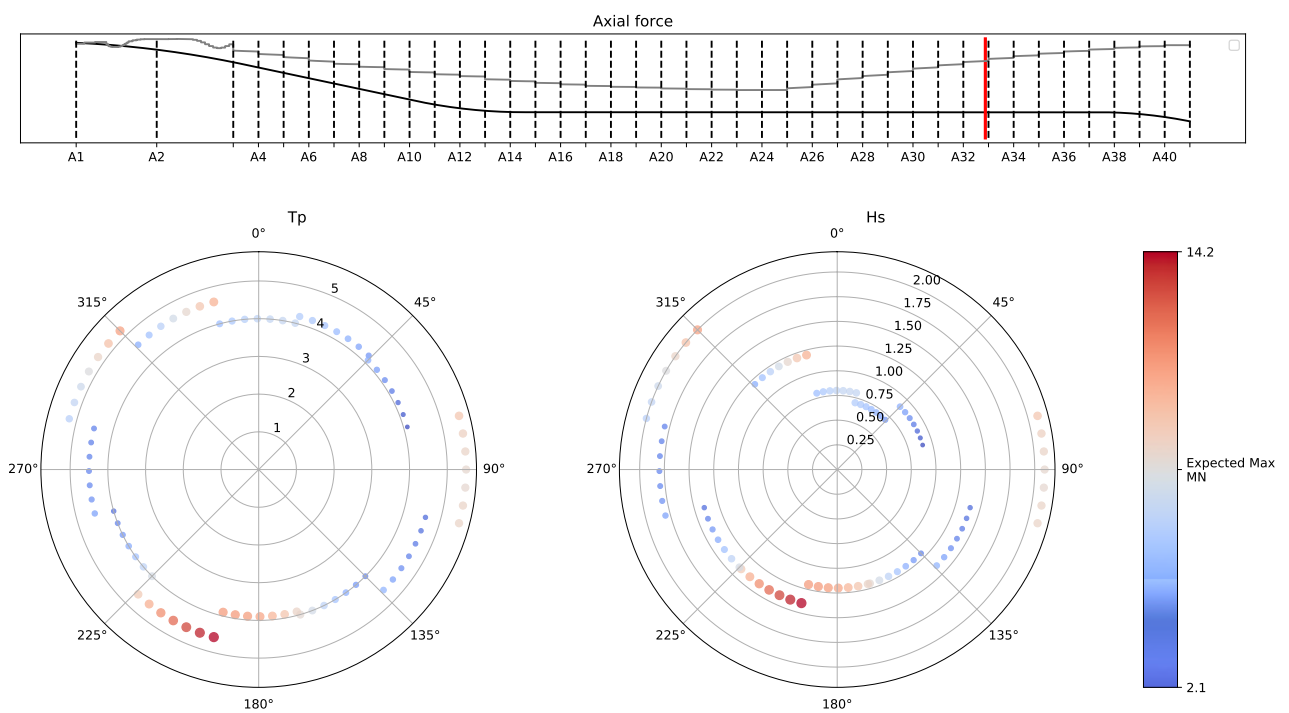 Axial force
A1 A2 A4 A6 A8 A10 A12 A14 A16 A18 A20 A22 A24 A26 A28 A30 A32 A34 A36 A38 A40
Tp Hs
0° 0°
14.2
2.00
5
315° 45° 315° 45°
1.75
4
1.50
1.25
3
1.00
2
0.75
0.50
1
0.25
270° 90° 270° 90°
Expected Max
MN
225° 135° 225° 135°
2.1
180° 180°